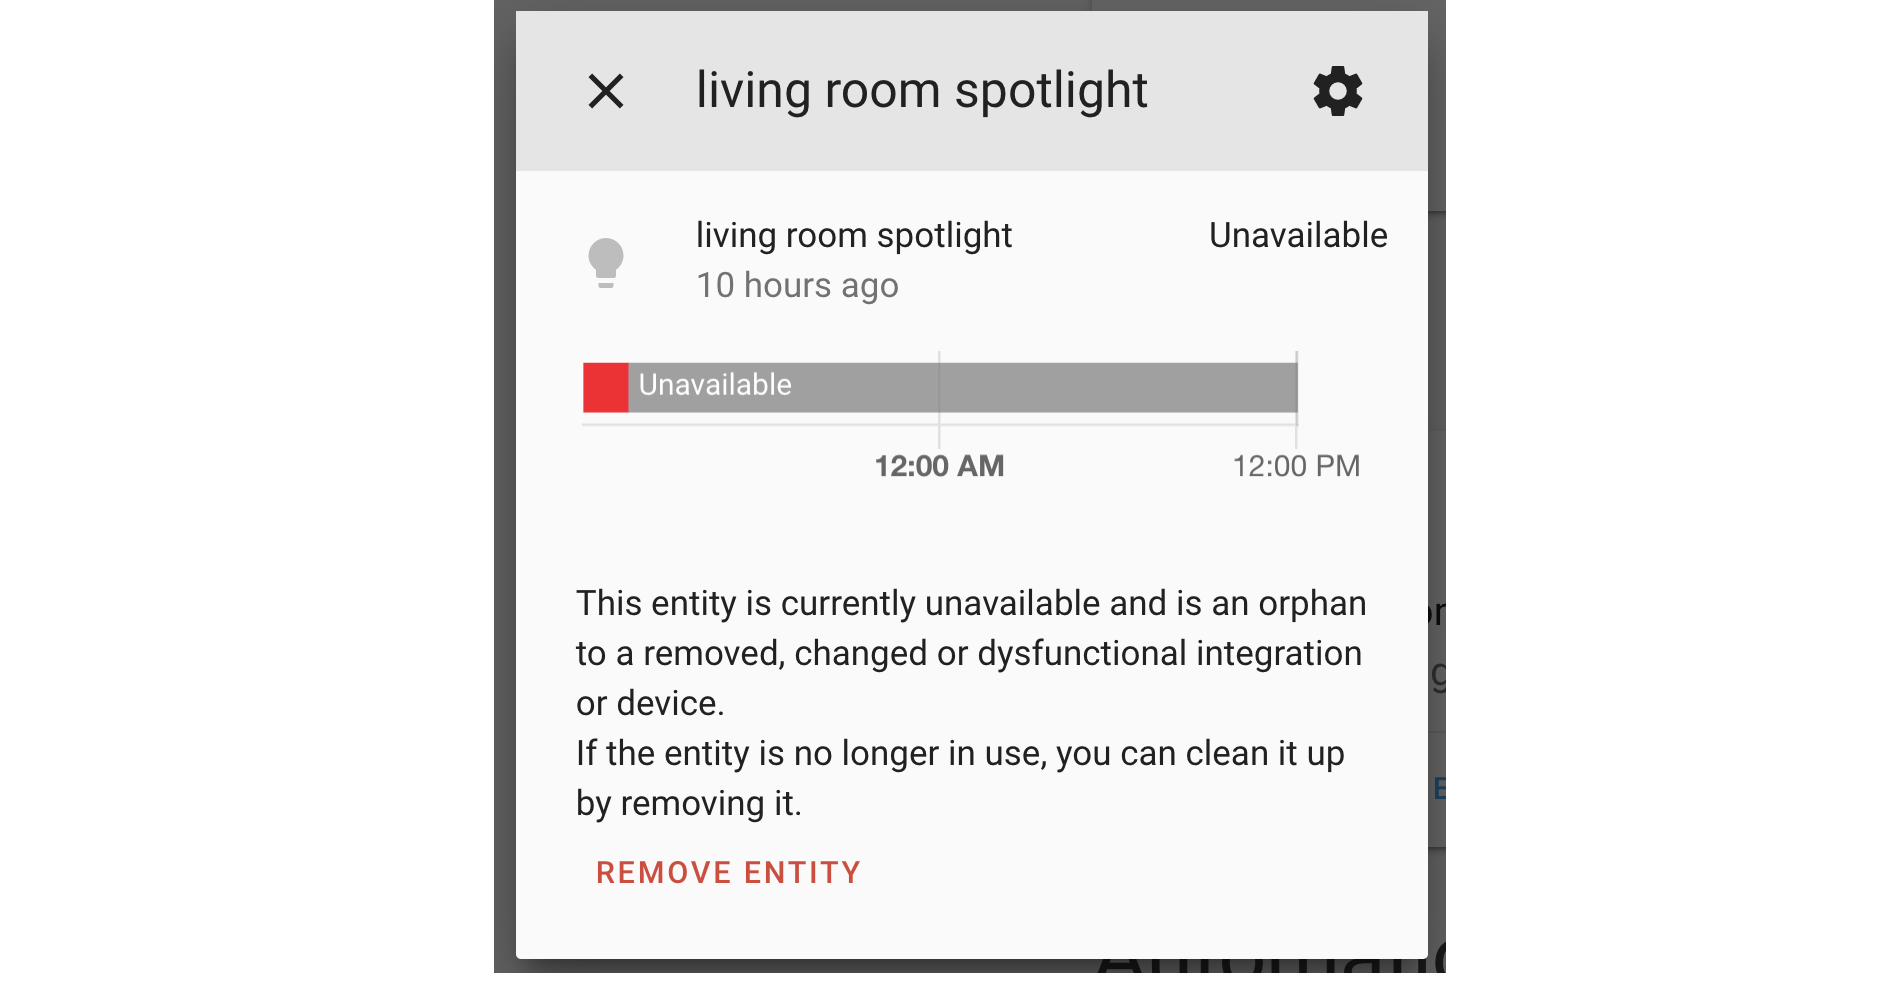 living room spotlight
living room spotlight
Unavailable
10 hours ago
Unavailable
12:00 AM
12:00 PM
This entity is currently unavailable and is an orphan
to a removed, changed or dysfunctional integration
or device.
If the entity is no longer in use, you can clean it up
by removing it.
REMOVE ENTITY